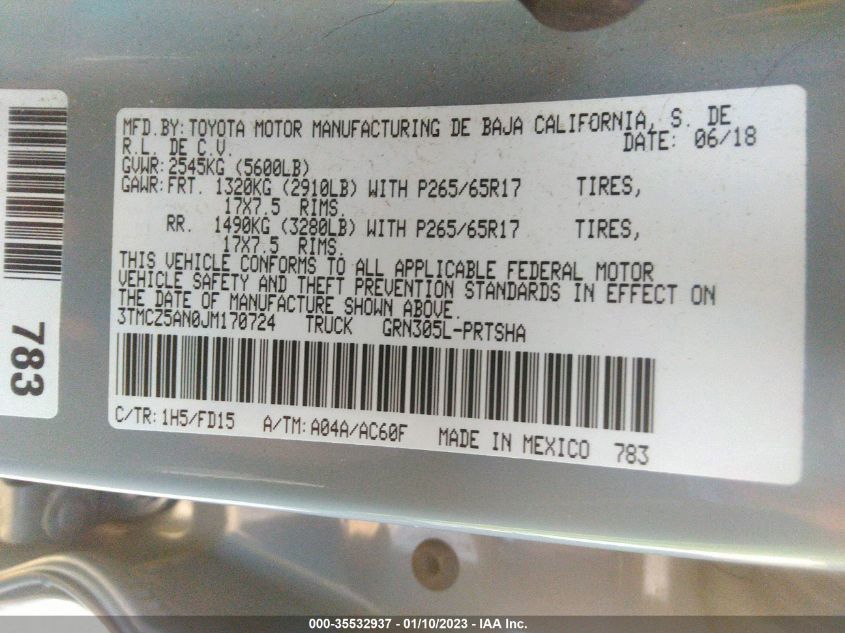 MFD.BY:TOYOTA MOTOR MANUFACTURING DE BAJA CALIFORNIA, S. DE
R.L. DE C.V. DATE: 06/18
GVWR:2545KG (5600LB)
GAWR:FRT. 1320KG (2910LB) WITH P265/65R17 TIRES,
17X7.5 RIMS.
RR. 1490KG (3280LB) WITH P265/65R17 TIRES,
17X7.5 RIMS.
THIS VEHICLE CONFORMS TO ALL APPLICABLE FEDERAL MOTOR
VEHICLE SAFETY AND THEFT PREVENTION STANDARDS IN EFFECT ON
THE DATE OF MANUFACTURE SHOWN ABOVE.
3TMCZ5AN0JM170724 TRUCK GRN305L-PRTSHA
C/TR:1H5/FD15 A/TM:A04A/AC60F MADE IN MEXICO 783
783
000-35532937 - 01/10/2023 - IAA Inc.